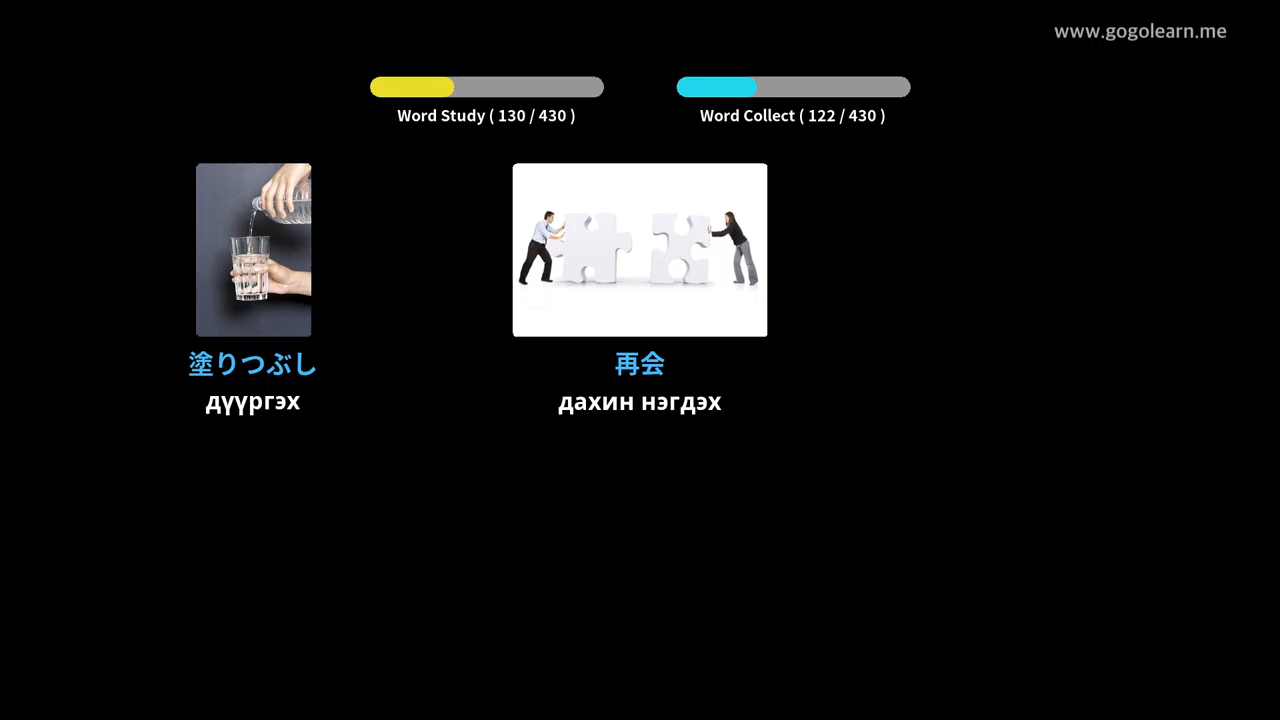 www.gogolearn.me
Word Study ( 130 / 430 )
Word Collect ( 122 / 430 )
塗りつぶし
дүүргэх
再会
дахин нэгдэх